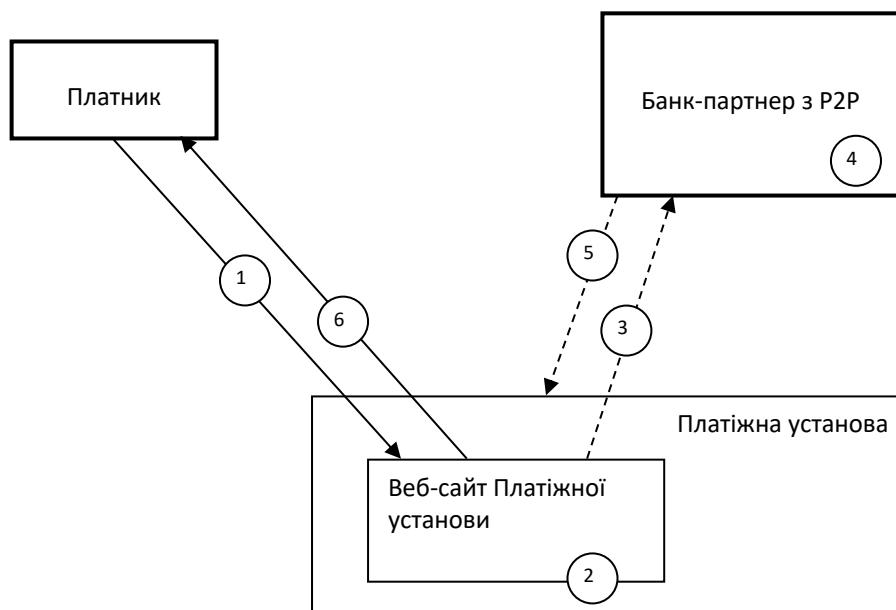 Платник
Банк-партнер з P2P
4
5
1
6
3
Платіжна установа
Веб-сайт Платіжної
установи
2